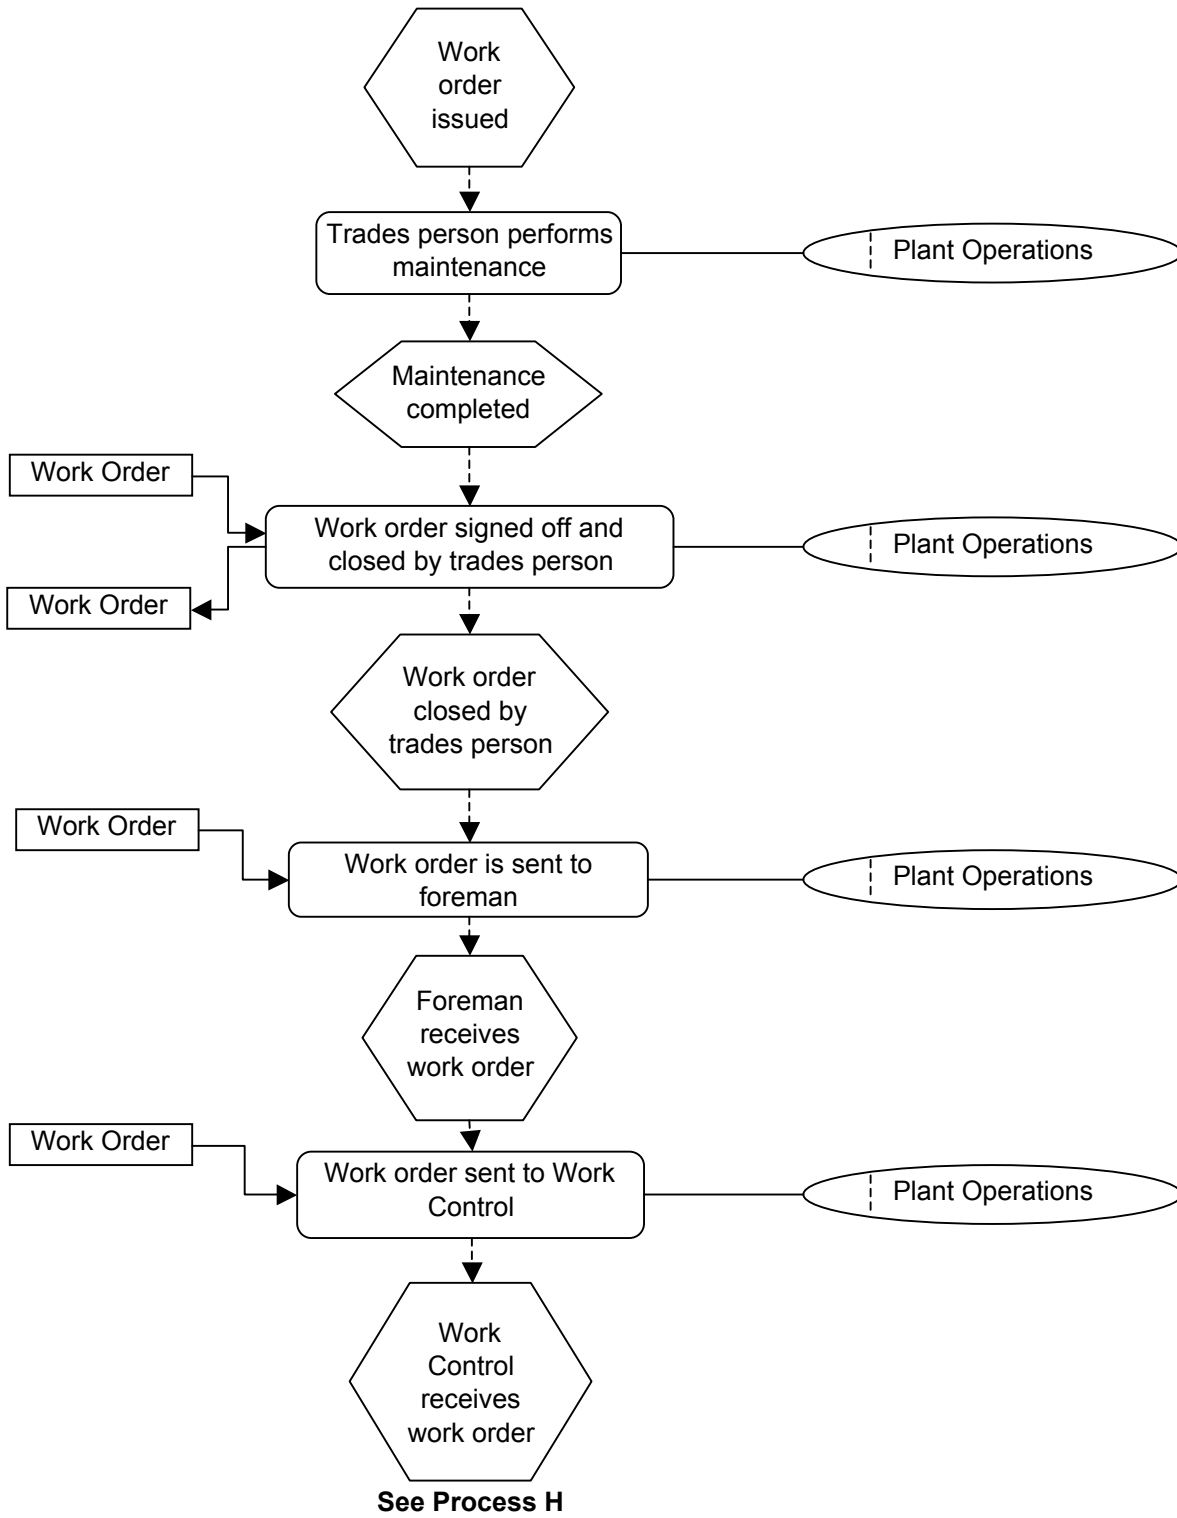 Work
order
issued
Trades person performs
maintenance
Plant Operations
Maintenance
completed
Work Order
Work order signed off and
closed by trades person
Plant Operations
Work Order
Work order
closed by
trades person
Work Order
Work order is sent to
foreman
Plant Operations
Foreman
receives
work order
Work Order
Work order sent to Work
Control
Plant Operations
Work
Control
receives
work order
See Process H